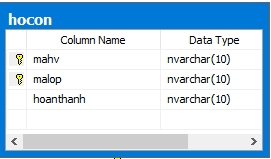 hocon
Column Name Data Type
mahv nvarchar(10)
malop nvarchar(10)
hoanthanh nvarchar(10)